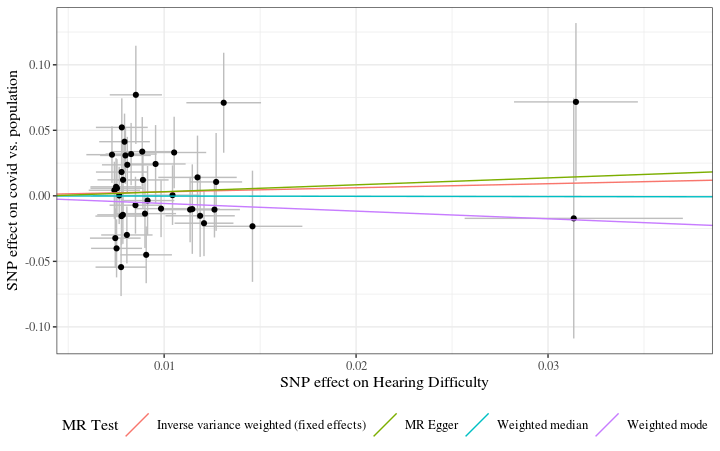 SNP effect on covid vs. population
0.10
0.05
0.00
-0.05
-0.10
0.01 0.02 0.03
SNP effect on Hearing Difficulty
MR Test Inverse variance weighted (fixed effects) MR Egger Weighted median Weighted mode